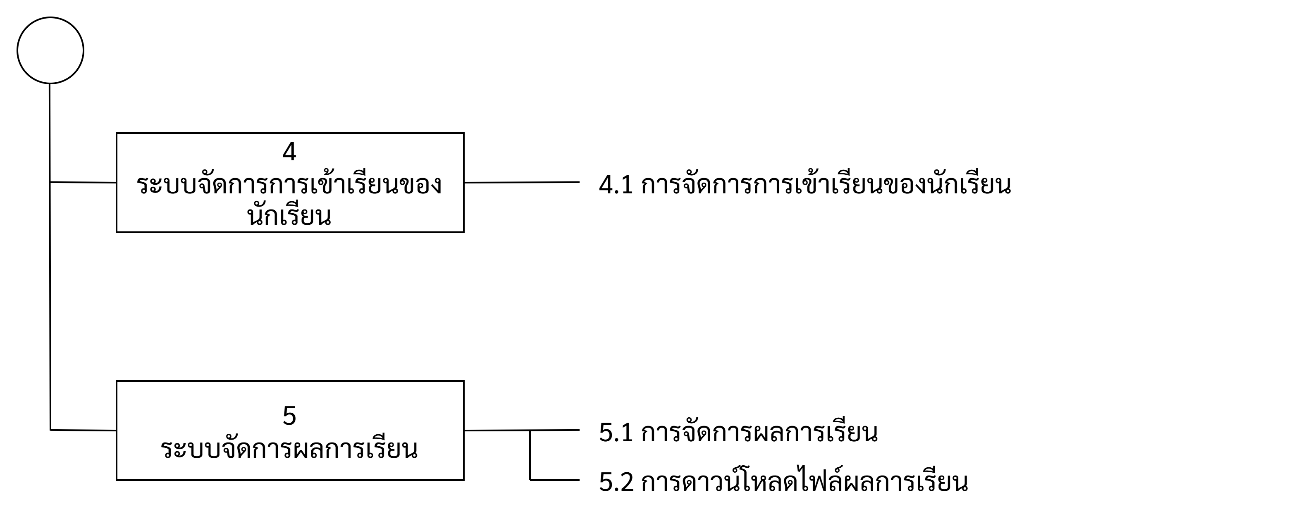 4
ระบบจัดการการเข้าเรียนของ
นักเรียน
4.1 การจัดการการเข้าเรียนของนักเรียน
5
ระบบจัดการผลการเรียน
5.1 การจัดการผลการเรียน
5.2 การดาวน์โหลดไฟล์ผลการเรียน